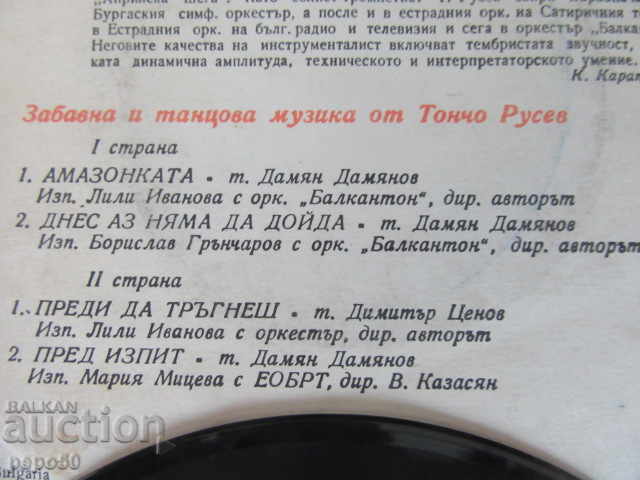 Бургаския симф. оркестър, а после и в естрадния орк. на Сатиричния
в Естрадния орк. на бълг. радио и телевизия и сега в оркестър „Балка
Неговите качества на инструменталист включват тембристата звучност,
ката динамична амплитуда, техническото и интерпретаторското умение.
К. Карап
Забавна и танцова музика от Тончо Русев
I страна
1. АМАЗОНКАТА • т. Дамян Дамянов
Изп. Лили Иванова с орк. „Балкантон“, дир. авторът
2. ДНЕС АЗ НЯМА ДА ДОЙДА • т. Дамян Дамянов
Изп. Борислав Грънчаров с орк. „Балкантон“, дир. авторът
II страна
1. ПРЕДИ ДА ТРЪГНЕШ • т. Димитър Ценов
Изп. Лили Иванова с оркестър, дир. авторът
2. ПРЕД ИЗПИТ • т. Дамян Дамянов
Изп. Мария Мицева с ЕОБРТ, дир. В. Казасян
BALKAN
auction
papo50
Bulgaria